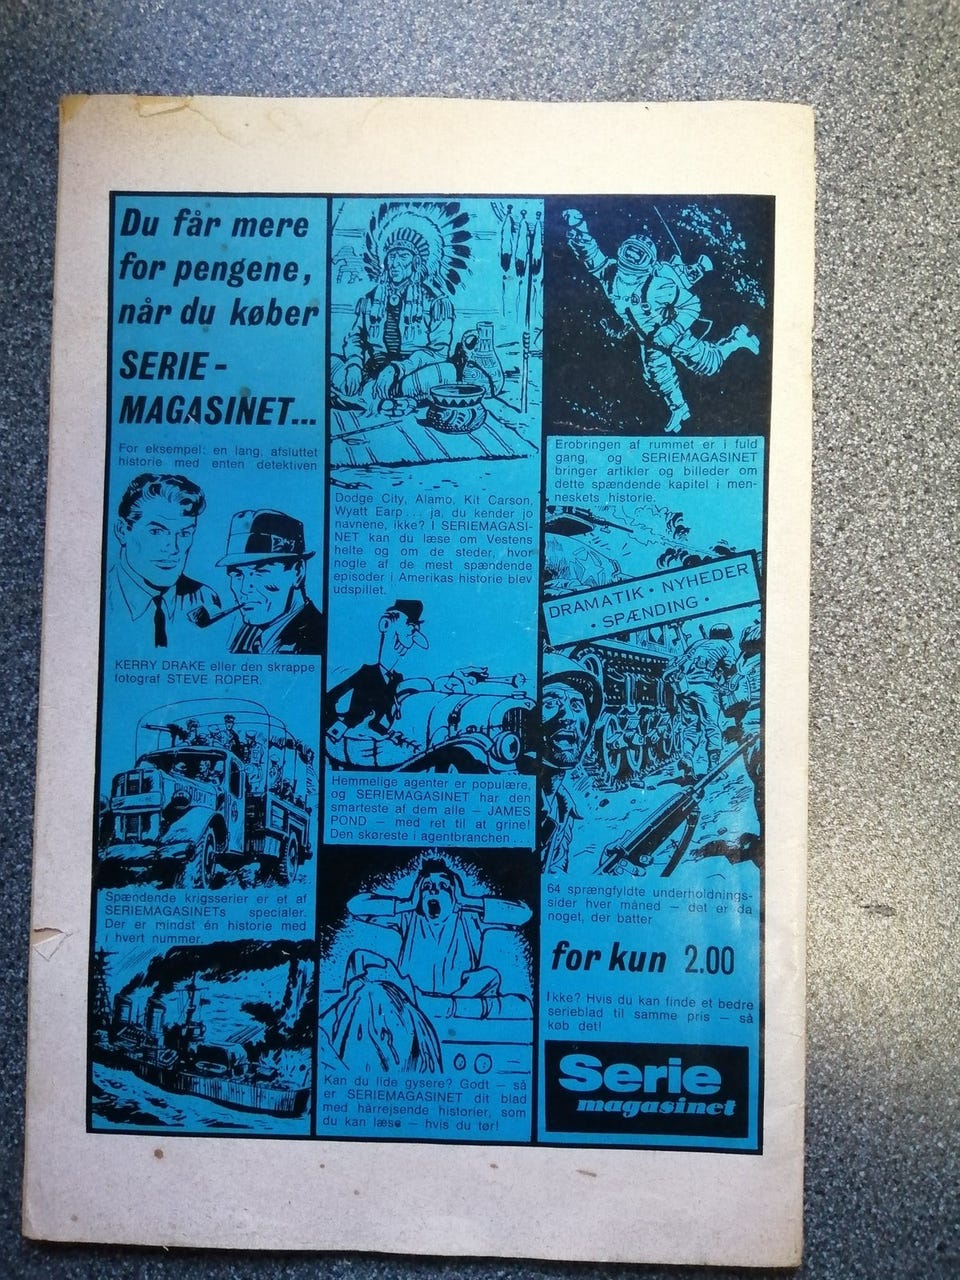 Du får mere
for pengene,
når du køber
SERIE-
MAGASINET...
For eksempel: en lang, afsluttet
historie med enten detektiven
KERRY DRAKE eller den skrappe
fotograf STEVE ROPER.
Spændende krigsserier er et af
SERIEMAGASINETs specialer.
Der er mindst én historie med
i hvert nummer.
Dodge City, Alamo, Kit Carson,
Wyatt Earp... ja, du kender jo
navnene, ikke? I SERIEMAGASI-
NET kan du læse om Vestens
helte og om de steder, hvor
nogle af de mest spændende
episoder i Amerikas historie blev
udspillet.
Hemmelige agenter er populære,
og SERIEMAGASINET har den
smarteste af dem alle — JAMES
POND — med ret til at grine!
Den skøreste i agentbranchen..
Kan du lide gysere? Godt — så
er SERIEMAGASINET dit blad
med hårrejsende historier, som
du kan læse — hvis du tør!
Erobringen af rummet er i fuld
gang, og SERIEMAGASINET
bringer artikler og billeder om
dette spændende kapitel i men-
neskets historie.
DRAMATIK · NYHEDER
· SPÆNDING ·
64 sprængfyldte underholdnings-
sider hver måned — det er da
noget, der batter
for kun 2.00
Ikke? Hvis du kan finde et bedre
serieblad til samme pris — så
køb det!
Serie
magasinet